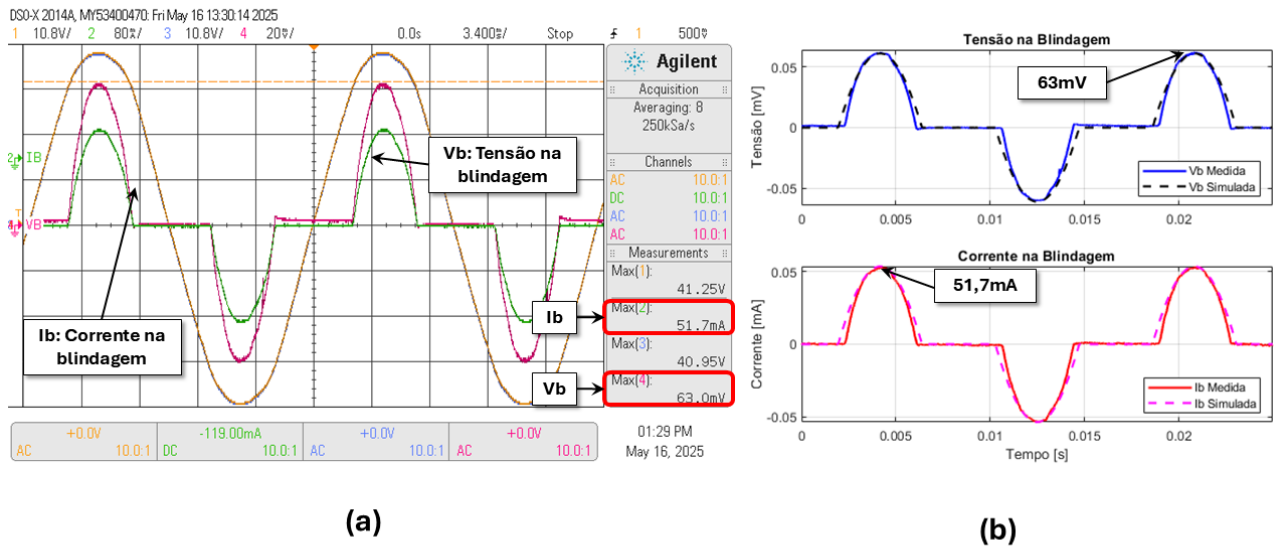 DSO-X 2014A, MY53400470: Fri May 16 13:30:14 2025
1 10.8V/ 2 80m/ 3 10.8V/ 4 20m/ 0.0s 3.400m/ Stop 1 500m
Agilent
Acquisition
Averaging: 8
250kSa/s
Channels
AC 10.0:1
DC 10.0:1
AC 10.0:1
AC 10.0:1
Measurements
Max(1):
41.25V
Max(2):
51.7mA
Max(3):
40.95V
Max(4):
63.0mV
2 IB
T
VB
Vb: Tensão na
blindagem
Ib: Corrente na
blindagem
Ib
Vb
+0.0V -119.00mA +0.0V +0.0V
AC 10.0:1 DC 10.0:1 AC 10.0:1 AC 10.0:1
01:29 PM
May 16, 2025
(a)
Tensão na Blindagem
Tensão [mV]
0.05
0
-0.05
63mV
Vb Medida
Vb Simulada
0 0.005 0.01 0.015 0.02
Corrente na Blindagem
Corrente [mA]
0.05
0
-0.05
51,7mA
Ib Medida
Ib Simulada
0 0.005 0.01 0.015 0.02
Tempo [s]
(b)